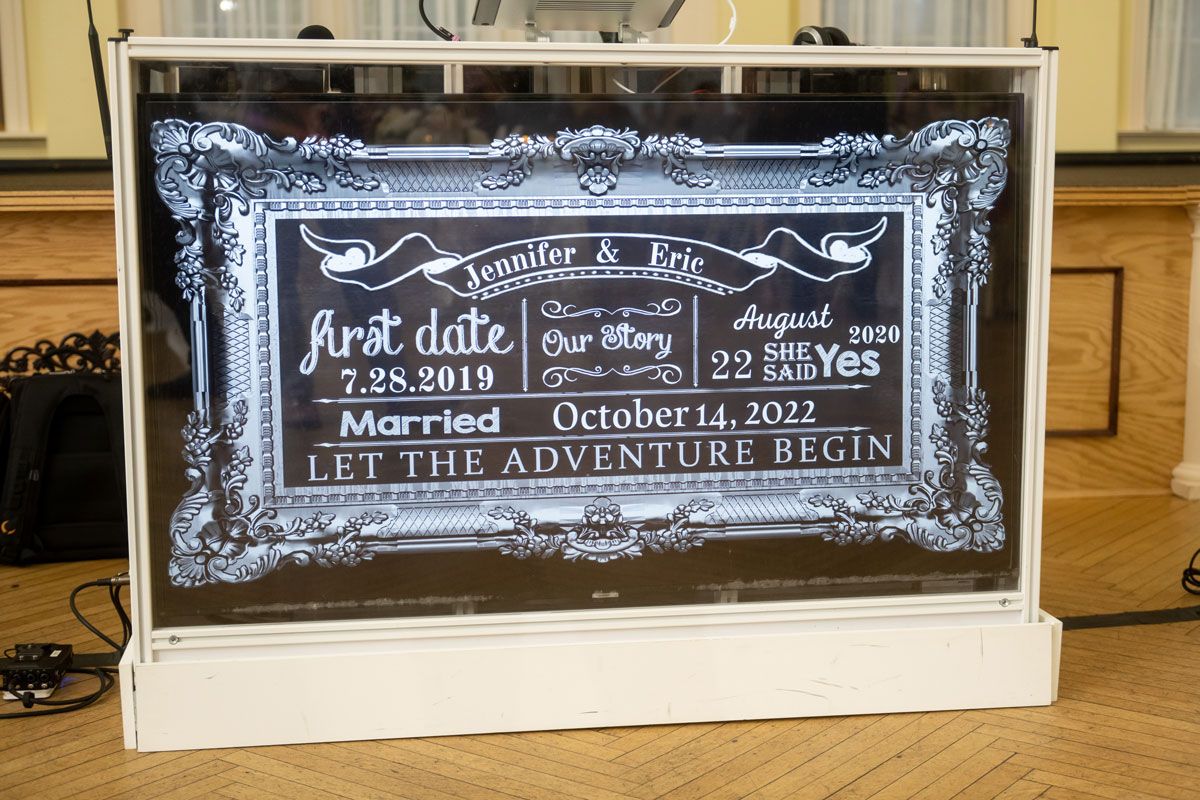 Jennifer & Eric
first date
7.28.2019
Our Story
August
22 SHE SAID Yes 2020
Married October 14, 2022
LET THE ADVENTURE BEGIN